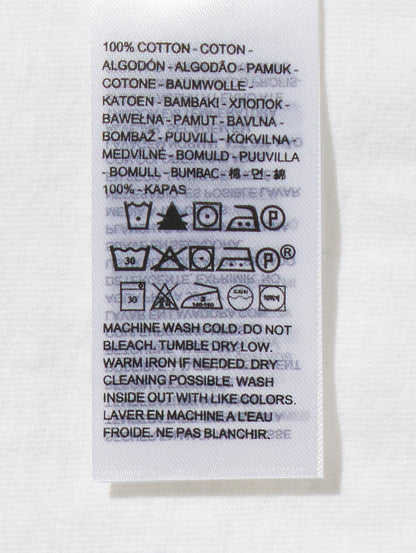 100% COTTON - COTON -
ALGODÓN - ALGODÃO - PAMUK -
COTONE - BAUMWOLLE -
KATOEN - BAMBAKI - ХЛОПОК -
BAWEŁNA - PAMUT - BAVLNA -
BOMBAŽ - PUUVILL - KOKVILNA -
MEDVILNĖ - BOMULD - PUUVILLA
- BOMULL - BUMBAC - 棉 - 면 - 綿
100% - KAPAS
P
30 P ®
30
MACHINE WASH COLD. DO NOT
BLEACH. TUMBLE DRY LOW.
WARM IRON IF NEEDED. DRY
CLEANING POSSIBLE. WASH
INSIDE OUT WITH LIKE COLORS.
LAVER EN MACHINE A L'EAU
FROIDE. NE PAS BLANCHIR.